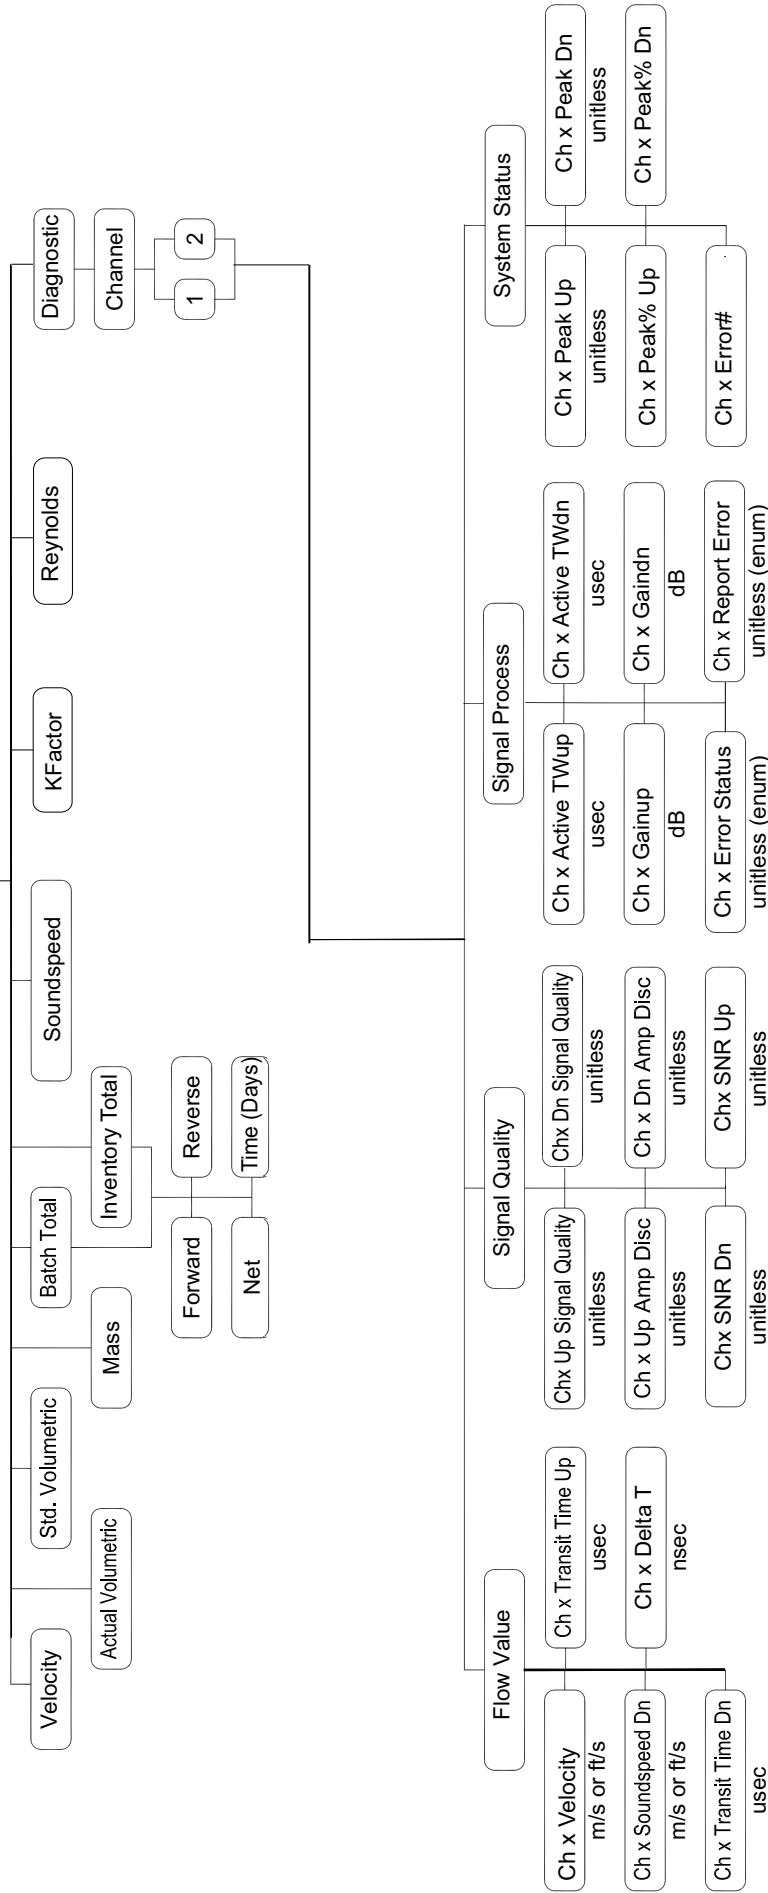 Velocity
Actual Volumetric
Std. Volumetric
Mass
Batch Total
Inventory Total
Forward
Reverse
Net
Time (Days)
Soundspeed
KFactor
Reynolds
Diagnostic
Channel
1
2
Flow Value
Ch x Velocity
m/s or ft/s
Ch x Transit Time Up
usec
Ch x Soundspeed Dn
m/s or ft/s
Ch x Delta T
nsec
Ch x Transit Time Dn
usec
Signal Quality
Chx Up Signal Quality
unitless
Chx Dn Signal Quality
unitless
Ch x Up Amp Disc
unitless
Ch x Dn Amp Disc
unitless
Chx SNR Dn
unitless
Chx SNR Up
unitless
Signal Process
Ch x Active TWup
usec
Ch x Active TWdn
usec
Ch x Gainup
dB
Ch x Gaindn
dB
Ch x Error Status
unitless (enum)
Ch x Report Error
unitless (enum)
System Status
Ch x Peak Up
unitless
Ch x Peak Dn
unitless
Ch x Peak% Up
Ch x Peak% Dn
Ch x Error#